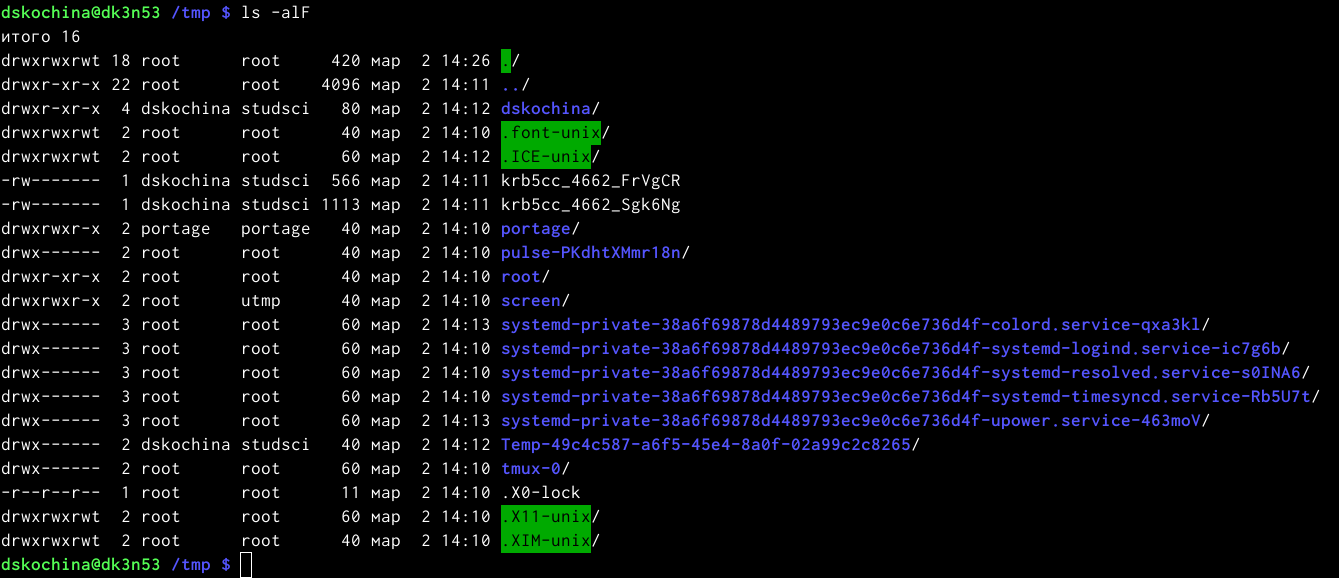 dskochina@dk3n53 /tmp $ ls -alF
итого 16
drwxrwxrwt 18 root      root     420 мар  2 14:26 ./
drwxr-xr-x 22 root      root    4096 мар  2 14:11 ../
drwxr-xr-x  4 dskochina studsci   80 мар  2 14:12 dskochina/
drwxrwxrwt  2 root      root      40 мар  2 14:10 .font-unix/
drwxrwxrwt  2 root      root      60 мар  2 14:12 .ICE-unix/
-rw-------  1 dskochina studsci  566 мар  2 14:11 krb5cc_4662_FrVgCR
-rw-------  1 dskochina studsci 1113 мар  2 14:11 krb5cc_4662_Sgk6Ng
drwxrwxr-x  2 portage   portage   40 мар  2 14:10 portage/
drwx------  2 root      root      40 мар  2 14:10 pulse-PKdhtXMmr18n/
drwxr-xr-x  2 root      root      40 мар  2 14:10 root/
drwxrwxr-x  2 root      utmp      40 мар  2 14:10 screen/
drwx------  3 root      root      60 мар  2 14:13 systemd-private-38a6f69878d4489793ec9e0c6e736d4f-colord.service-qxa3kl/
drwx------  3 root      root      60 мар  2 14:10 systemd-private-38a6f69878d4489793ec9e0c6e736d4f-systemd-logind.service-ic7g6b/
drwx------  3 root      root      60 мар  2 14:10 systemd-private-38a6f69878d4489793ec9e0c6e736d4f-systemd-resolved.service-s0INA6/
drwx------  3 root      root      60 мар  2 14:10 systemd-private-38a6f69878d4489793ec9e0c6e736d4f-systemd-timesyncd.service-Rb5U7t/
drwx------  3 root      root      60 мар  2 14:13 systemd-private-38a6f69878d4489793ec9e0c6e736d4f-upower.service-463moV/
drwx------  2 dskochina studsci   40 мар  2 14:12 Temp-49c4c587-a6f5-45e4-8a0f-02a99c2c8265/
drwx------  2 root      root      60 мар  2 14:10 tmux-0/
-r--r--r--  1 root      root      11 мар  2 14:10 .X0-lock
drwxrwxrwt  2 root      root      60 мар  2 14:10 .X11-unix/
drwxrwxrwt  2 root      root      40 мар  2 14:10 .XIM-unix/
dskochina@dk3n53 /tmp $